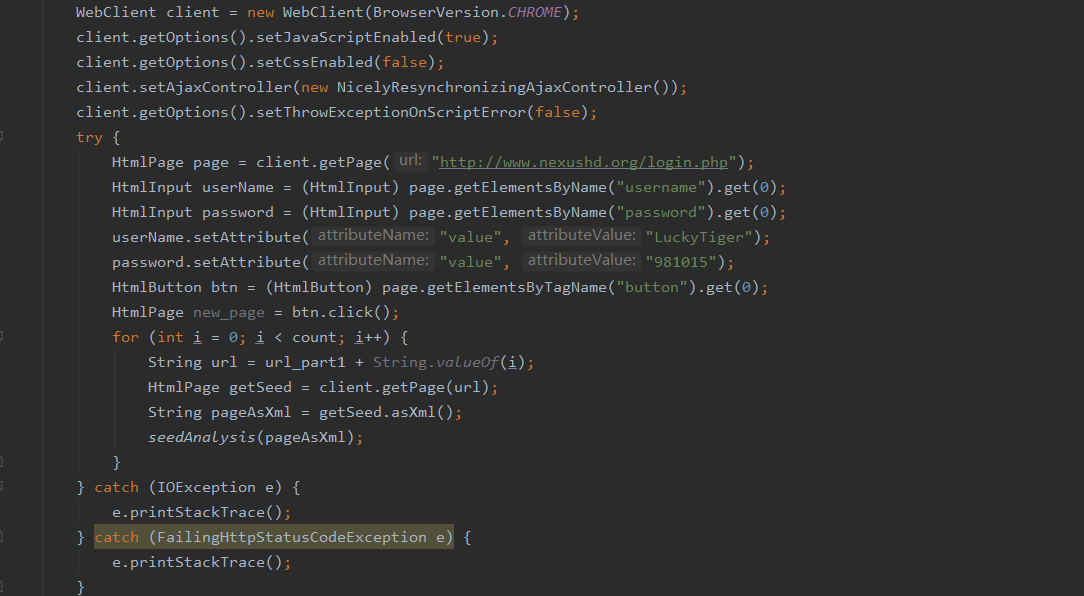 WebClient client = new WebClient(BrowserVersion.CHROME);
client.getOptions().setJavaScriptEnabled(true);
client.getOptions().setCssEnabled(false);
client.setAjaxController(new NicelyResynchronizingAjaxController());
client.getOptions().setThrowExceptionOnScriptError(false);
try {
HtmlPage page = client.getPage( url: "http://www.nexushd.org/login.php");
HtmlInput userName = (HtmlInput) page.getElementsByName("username").get(0);
HtmlInput password = (HtmlInput) page.getElementsByName("password").get(0);
userName.setAttribute( attributeName: "value", attributeValue: "LuckyTiger");
password.setAttribute( attributeName: "value", attributeValue: "981015");
HtmlButton btn = (HtmlButton) page.getElementsByTagName("button").get(0);
HtmlPage new_page = btn.click();
for (int i = 0; i < count; i++) {
String url = url_part1 + String.valueOf(i);
HtmlPage getSeed = client.getPage(url);
String pageAsXml = getSeed.asXml();
seedAnalysis(pageAsXml);
}
} catch (IOException e) {
e.printStackTrace();
} catch (FailingHttpStatusCodeException e) {
e.printStackTrace();
}